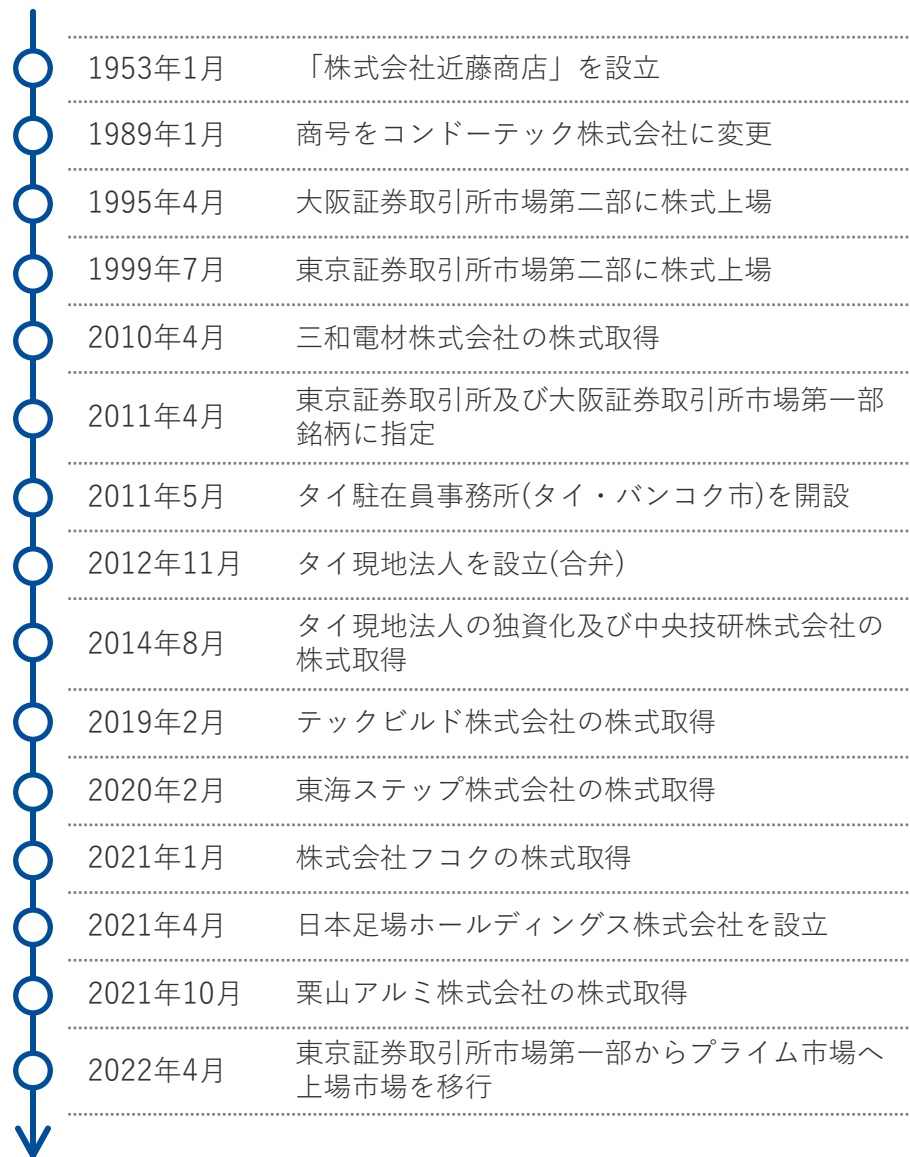 1953年1月 「株式会社近藤商店」を設立
1989年1月 商号をコンドーテック株式会社に変更
1995年4月 大阪証券取引所市場第二部に株式上場
1999年7月 東京証券取引所市場第二部に株式上場
2010年4月 三和電材株式会社の株式取得
2011年4月 東京証券取引所及び大阪証券取引所市場第一部
銘柄に指定
2011年5月 タイ駐在員事務所(タイ・バンコク市)を開設
2012年11月 タイ現地法人を設立(合弁)
2014年8月 タイ現地法人の独資化及び中央技研株式会社の
株式取得
2019年2月 テックビルド株式会社の株式取得
2020年2月 東海ステップ株式会社の株式取得
2021年1月 株式会社フコクの株式取得
2021年4月 日本足場ホールディングス株式会社を設立
2021年10月 栗山アルミ株式会社の株式取得
2022年4月 東京証券取引所市場第一部からプライム市場へ
上場市場を移行